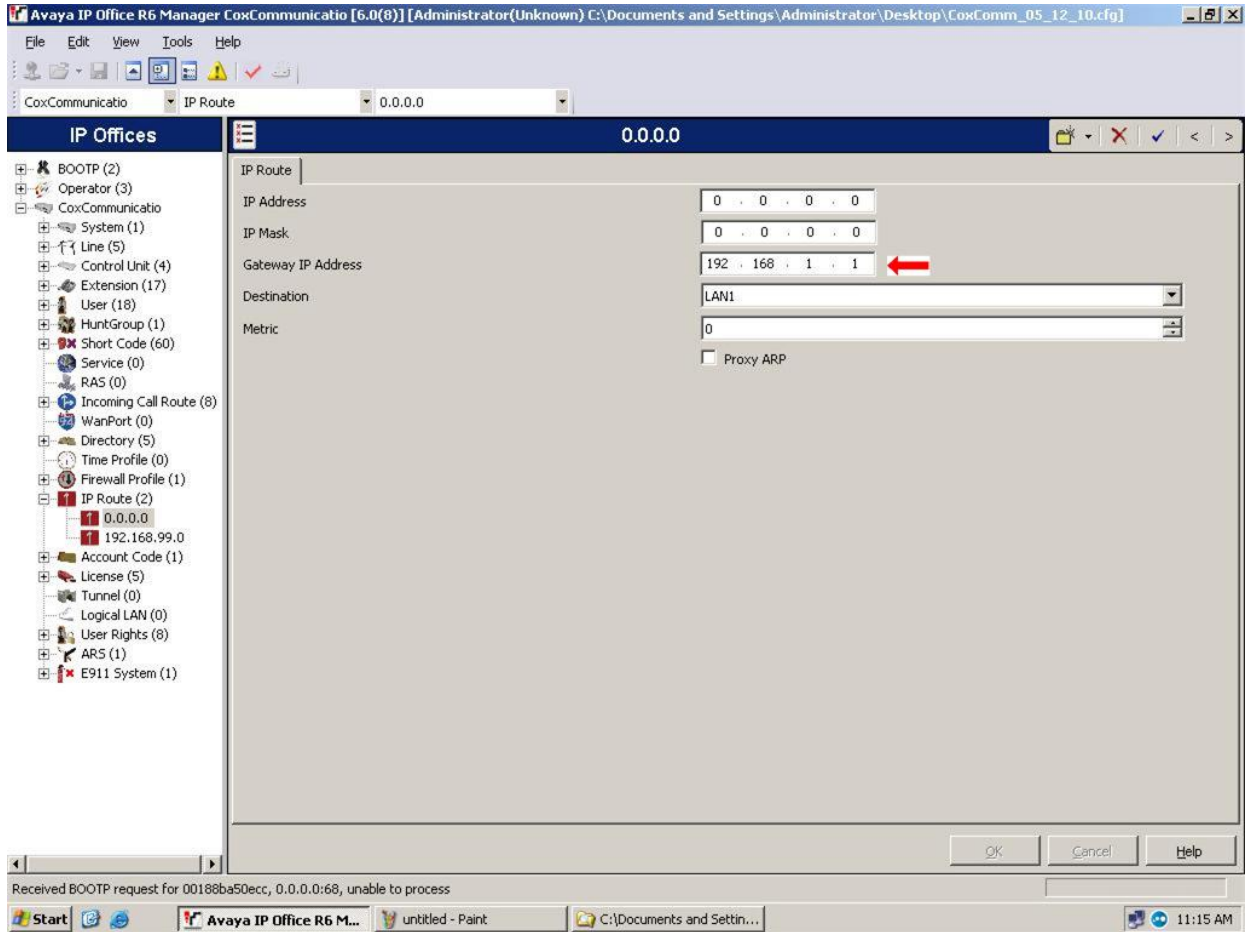 Avaya IP Office R6 Manager CoxCommunicatio [6.0(8)] [Administrator(Unknown) C:\Documents and Settings\Administrator\Desktop\CoxComm_05_12_10.cfg]
File Edit View Tools Help
CoxCommunicatio IP Route 0.0.0.0
IP Offices
0.0.0.0
< >
BOOTP (2)
Operator (3)
CoxCommunicatio
System (1)
Line (5)
Control Unit (4)
Extension (17)
User (18)
HuntGroup (1)
Short Code (60)
Service (0)
RAS (0)
Incoming Call Route (8)
WanPort (0)
Directory (5)
Time Profile (0)
Firewall Profile (1)
IP Route (2)
0.0.0.0
192.168.99.0
Account Code (1)
License (5)
Tunnel (0)
Logical LAN (0)
User Rights (8)
ARS (1)
E911 System (1)
IP Route
IP Address 0 . 0 . 0 . 0
IP Mask 0 . 0 . 0 . 0
Gateway IP Address 192 . 168 . 1 . 1
Destination LAN1
Metric 0
Proxy ARP
OK Cancel Help
Received BOOTP request for 00188ba50ecc, 0.0.0.0:68, unable to process
Start Avaya IP Office R6 M... untitled - Paint C:\Documents and Settin... 11:15 AM